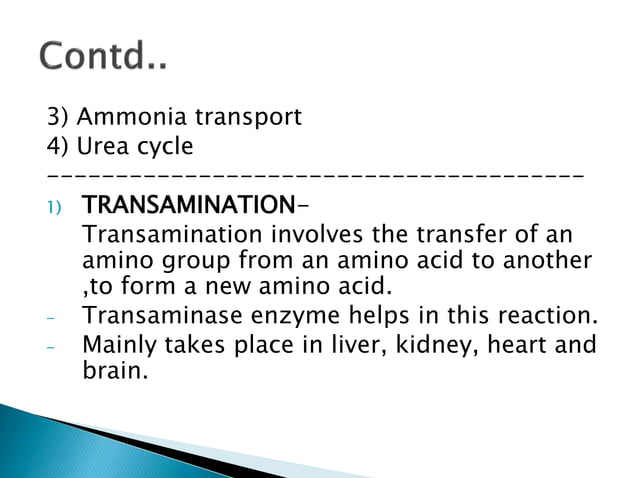 Contd..
3) Ammonia transport
4) Urea cycle
---------------------------------------
1) TRANSAMINATION-
Transamination involves the transfer of an
amino group from an amino acid to another
,to form a new amino acid.
- Transaminase enzyme helps in this reaction.
- Mainly takes place in liver, kidney, heart and
brain.